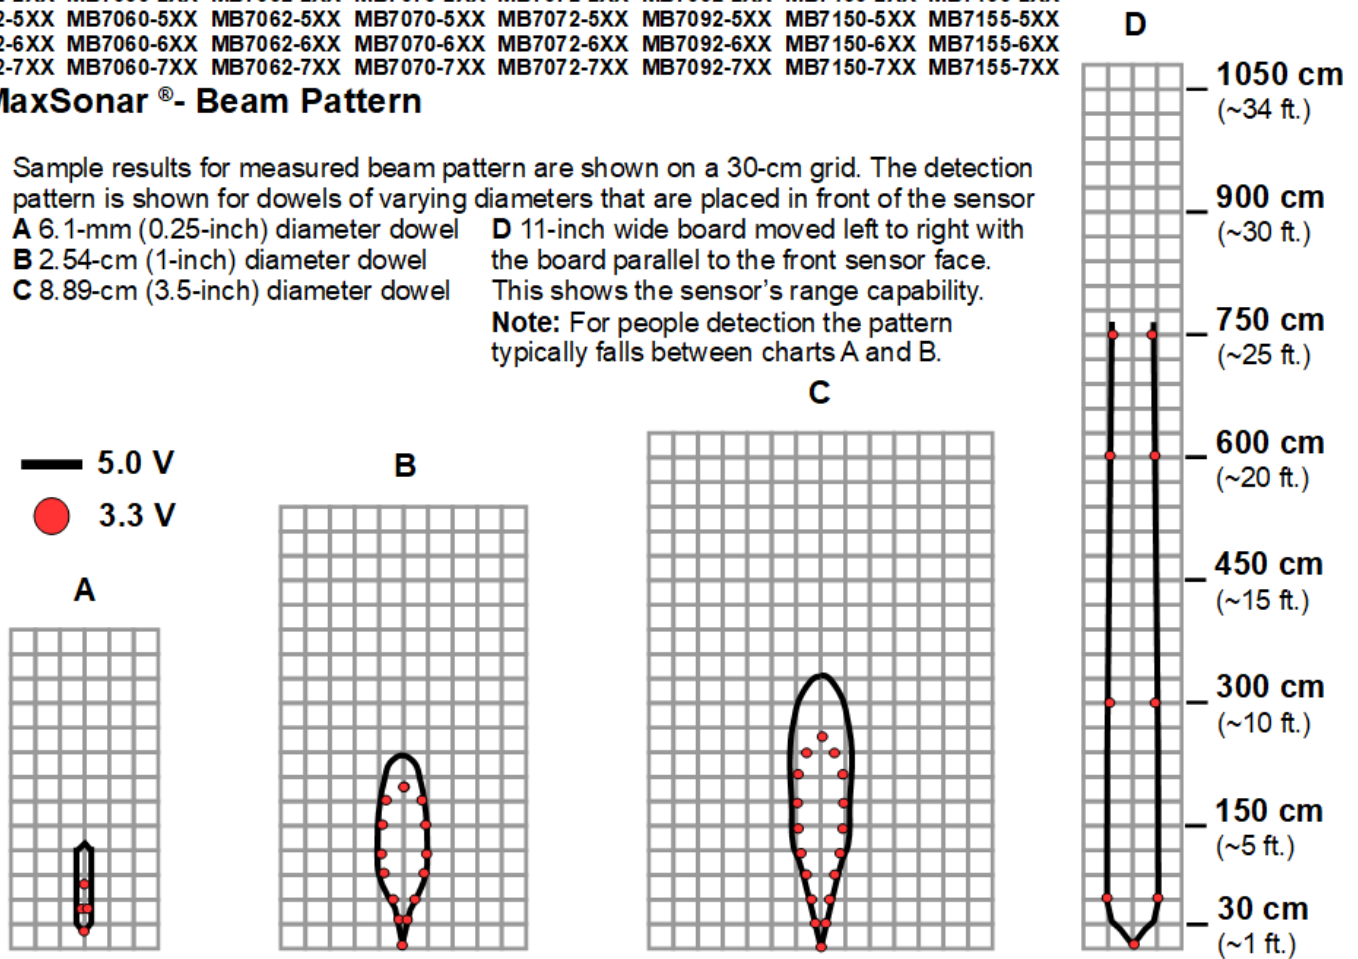 2-5XX MB7060-5XX MB7062-5XX MB7070-5XX MB7072-5XX MB7092-5XX MB7150-5XX MB7155-5XX
2-6XX MB7060-6XX MB7062-6XX MB7070-6XX MB7072-6XX MB7092-6XX MB7150-6XX MB7155-6XX
2-7XX MB7060-7XX MB7062-7XX MB7070-7XX MB7072-7XX MB7092-7XX MB7150-7XX MB7155-7XX
MaxSonar ®- Beam Pattern
Sample results for measured beam pattern are shown on a 30-cm grid. The detection
pattern is shown for dowels of varying diameters that are placed in front of the sensor
A 6.1-mm (0.25-inch) diameter dowel
B 2.54-cm (1-inch) diameter dowel
C 8.89-cm (3.5-inch) diameter dowel
D 11-inch wide board moved left to right with
the board parallel to the front sensor face.
This shows the sensor's range capability.
Note: For people detection the pattern
typically falls between charts A and B.
5.0 V
3.3 V
A
B
C
D
1050 cm
(~34 ft.)
900 cm
(~30 ft.)
750 cm
(~25 ft.)
600 cm
(~20 ft.)
450 cm
(~15 ft.)
300 cm
(~10 ft.)
150 cm
(~5 ft.)
30 cm
(~1 ft.)